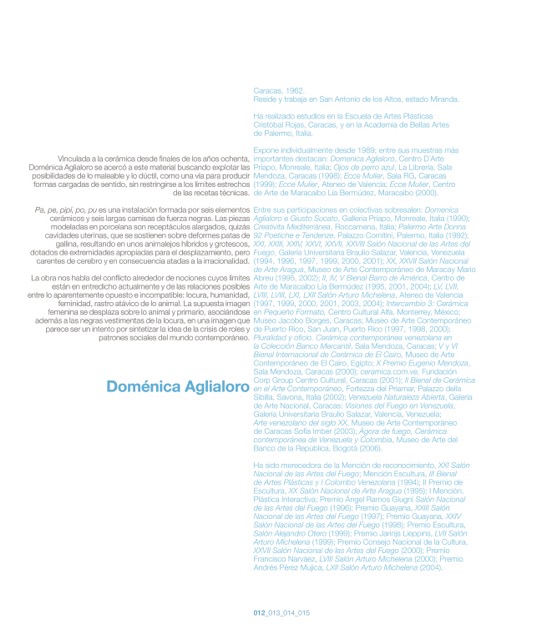 Caracas, 1962.
Reside y trabaja en San Antonio de los Altos, estado Miranda.
Ha realizado estudios en la Escuela de Artes Plásticas
Cristóbal Rojas, Caracas, y en la Academia de Bellas Artes
de Palermo, Italia.
Vinculada a la cerámica desde finales de los años ochenta,
Doménica Aglialoro se acercó a este material buscando explotar las
posibilidades de lo maleable y lo dúctil, como una vía para producir
formas cargadas de sentido, sin restringirse a los límites estrechos
de las recetas técnicas.
Pa, pe, pipí, po, pu es una instalación formada por seis elementos
cerámicos y seis largas camisas de fuerza negras. Las piezas
modeladas en porcelana son receptáculos alargados, quizás
cavidades uterinas, que se sostienen sobre deformes patas de
gallina, resultando en unos animalejos híbridos y grotescos,
dotados de extremidades apropiadas para el desplazamiento, pero
carentes de cerebro y en consecuencia atadas a la irracionalidad.
La obra nos habla del conflicto alrededor de nociones cuyos límites
están en entredicho actualmente y de las relaciones posibles
entre lo aparentemente opuesto e incompatible: locura, humanidad,
feminidad, rastro atávico de lo animal. La supuesta imagen
femenina se desplaza sobre lo animal y primario, asociándose
además a las negras vestimentas de la locura, en una imagen que
parece ser un intento por sintetizar la idea de la crisis de roles y
patrones sociales del mundo contemporáneo.
Doménica Aglialoro
Expone individualmente desde 1989; entre sus muestras más
importantes destacan: Domenica Aglialoro, Centro D'Arte
Priapo, Monreale, Italia; Ojos de perro azul, La Librería, Sala
Mendoza, Caracas (1998); Ecce Mulier, Sala RG, Caracas
(1999); Ecce Mulier, Ateneo de Valencia; Ecce Mulier, Centro
de Arte de Maracaibo Lía Bermúdez, Maracaibo (2000).
Entre sus participaciones en colectivas sobresalen: Domenica
Aglialoro e Giusto Sucato, Galleria Priapo, Monreale, Italia (1990);
Creativita Mediterránea, Roccamena, Italia; Palermo Arte Donna
92 Poetiche e Tendenze, Palazzo Comitini, Palermo, Italia (1992);
XXI, XXIII, XXIV, XXVI, XXVII, XXVIII Salón Nacional de las Artes del
Fuego, Galería Universitaria Braulio Salazar, Valencia, Venezuela
(1994, 1996, 1997, 1999, 2000, 2001); XX, XXVII Salón Nacional
de Arte Aragua, Museo de Arte Contemporáneo de Maracay Mario
Abreu (1995, 2002); II, IV, V Bienal Barro de América, Centro de
Arte de Maracaibo Lía Bermúdez (1995, 2001, 2004); LV, LVII,
LVIII, LVIII, LXI, LXII Salón Arturo Michelena, Ateneo de Valencia
(1997, 1999, 2000, 2001, 2003, 2004); Intercambio 3: Cerámica
en Pequeño Formato, Centro Cultural Alfa, Monterrey, México;
Museo Jacobo Borges, Caracas; Museo de Arte Contemporáneo
de Puerto Rico, San Juan, Puerto Rico (1997, 1998, 2000);
Pluralidad y oficio. Cerámica contemporánea venezolana en
la Colección Banco Mercantil, Sala Mendoza, Caracas; V y VI
Bienal Internacional de Cerámica de El Cairo, Museo de Arte
Contemporáneo de El Cairo, Egipto; X Premio Eugenio Mendoza,
Sala Mendoza, Caracas (2000); ceramica.com.ve, Fundación
Corp Group Centro Cultural, Caracas (2001); II Bienal de Cerámica
en el Arte Contemporáneo, Fortezza del Priamar, Palazzo della
Sibilla, Savona, Italia (2002); Venezuela Naturaleza Abierta, Galería
de Arte Nacional, Caracas; Visiones del Fuego en Venezuela,
Galería Universitaria Braulio Salazar, Valencia, Venezuela;
Arte venezolano del siglo XX, Museo de Arte Contemporáneo
de Caracas Sofía Imber (2003); Ágora de fuego, Cerámica
contemporánea de Venezuela y Colombia, Museo de Arte del
Banco de la República, Bogotá (2006).
Ha sido merecedora de la Mención de reconocimiento, XXI Salón
Nacional de las Artes del Fuego; Mención Escultura, III Bienal
de Artes Plásticas y I Colombo Venezolana (1994); II Premio de
Escultura, XX Salón Nacional de Arte Aragua (1995); I Mención,
Plástica Interactiva; Premio Ángel Ramos Giugni Salón Nacional
de las Artes del Fuego (1996); Premio Guayana, XXIII Salón
Nacional de las Artes del Fuego (1997); Premio Guayana, XXIV
Salón Nacional de las Artes del Fuego (1998); Premio Escultura,
Salón Alejandro Otero (1999); Premio Jannjs Lieppins, LVII Salón
Arturo Michelena (1999); Premio Consejo Nacional de la Cultura,
XXVII Salón Nacional de las Artes del Fuego (2000); Premio
Francisco Narváez, LVIII Salón Arturo Michelena (2000); Premio
Andrés Pérez Mujica, LXII Salón Arturo Michelena (2004).
012_013_014_015